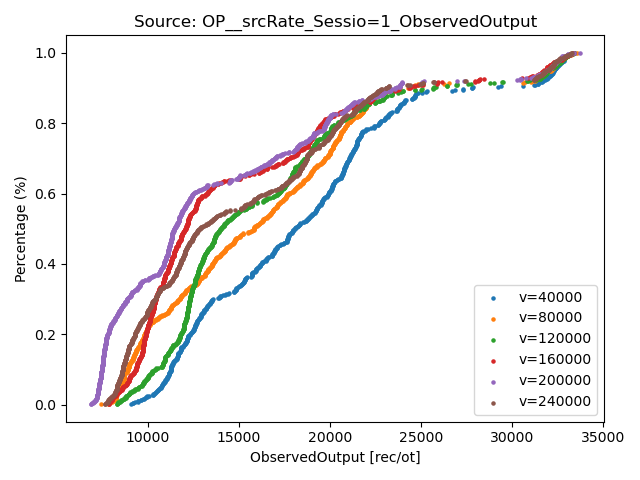 Source: OP__srcRate_Sessio=1_ObservedOutput
1.0
0.8
0.6
0.4
0.2
0.0
Percentage (%)
v=40000
v=80000
v=120000
v=160000
v=200000
v=240000
10000 15000 20000 25000 30000 35000
ObservedOutput [rec/ot]